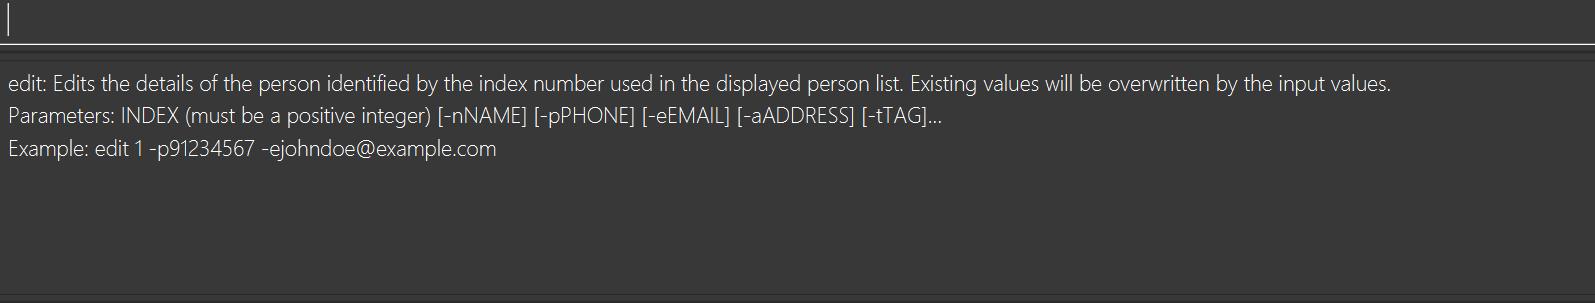 edit: Edits the details of the person identified by the index number used in the displayed person list. Existing values will be overwritten by the input values.
Parameters: INDEX (must be a positive integer) [-nNAME] [-pPHONE] [-eEMAIL] [-aADDRESS] [-tTAG]...
Example: edit 1 -p91234567 -ejohndoe@example.com